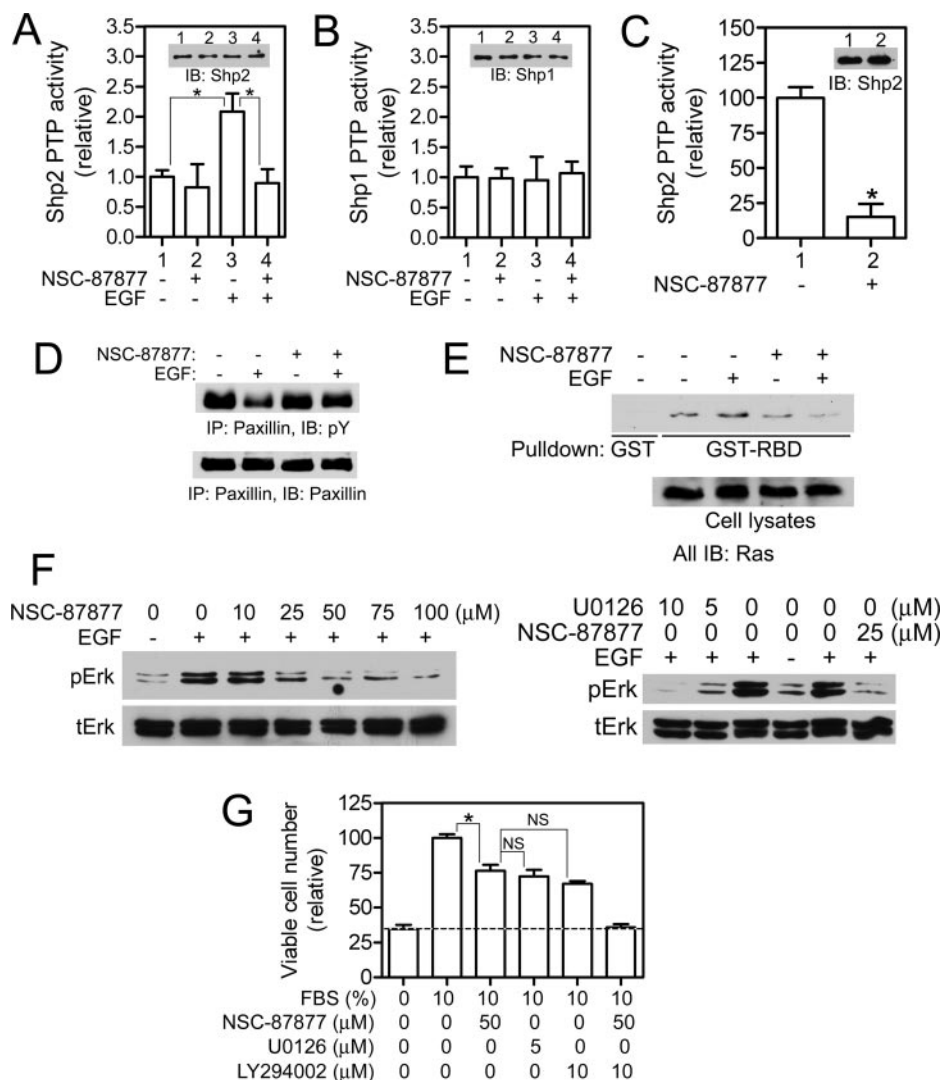 A
Shp2 PTP activity
(relative)
3.5
3.0
2.5
2.0
1.5
1.0
0.5
0.0
1 2 3 4
IB: Shp2
* *
1 2 3 4
NSC-87877 - + - +
EGF - - + +
B
Shp1 PTP activity
(relative)
3.5
3.0
2.5
2.0
1.5
1.0
0.5
0.0
1 2 3 4
IB: Shp1
1 2 3 4
NSC-87877 - + - +
EGF - - + +
C
Shp2 PTP activity
(relative)
150
125
100
75
50
25
0
1 2
IB: Shp2
*
1 2
NSC-87877 - +
D
NSC-87877: - - + +
EGF: - + - +
IP: Paxillin, IB: pY
IP: Paxillin, IB: Paxillin
E
NSC-87877 - - - + +
EGF - - + - +
Pulldown: GST GST-RBD
Cell lysates
All IB: Ras
F
NSC-87877 0 0 10 25 50 75 100 (μM)
EGF - + + + + + +
pErk
tErk
U0126 10 5 0 0 0 0 (μM)
NSC-87877 0 0 0 0 0 25 (μM)
EGF + + + - + +
pErk
tErk
G
Viable cell number
(relative)
125
100
75
50
25
0
* NS NS
FBS (%) 0 10 10 10 10 10
NSC-87877 (μM) 0 0 50 0 0 50
U0126 (μM) 0 0 0 5 0 0
LY294002 (μM) 0 0 0 0 10 10